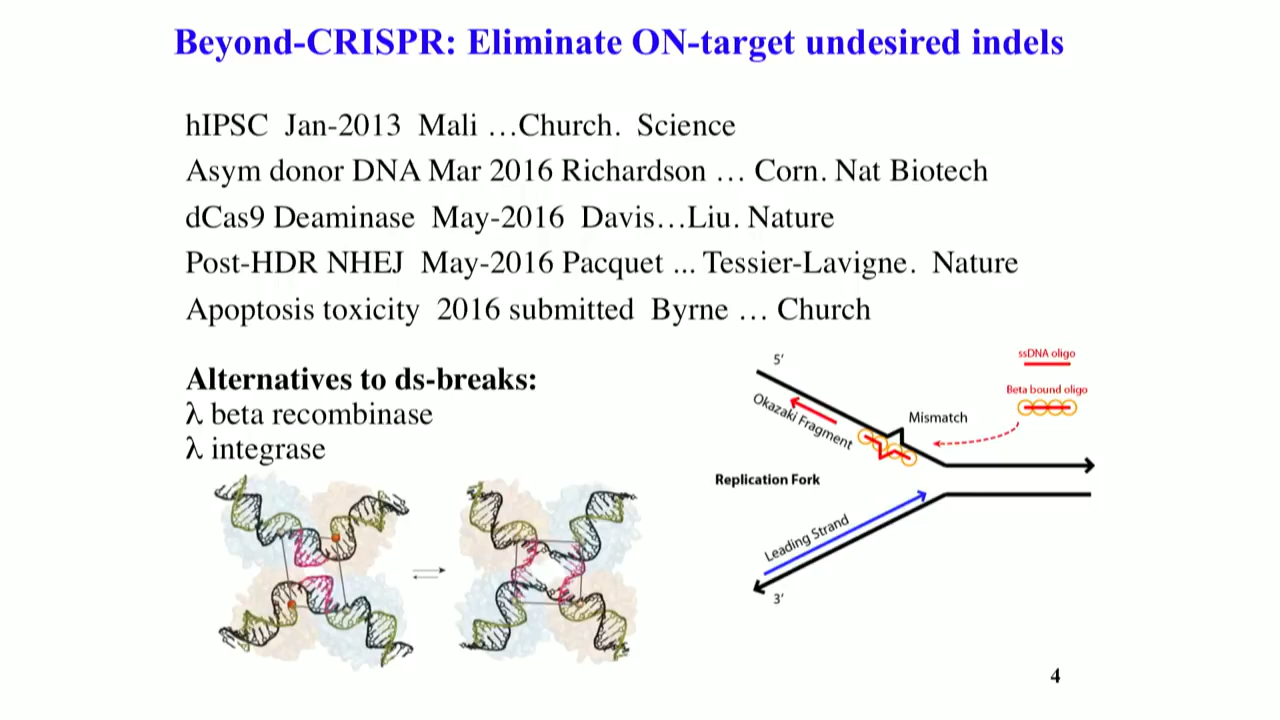 Beyond-CRISPR: Eliminate ON-target undesired indels
hIPSC Jan-2013 Mali …Church. Science
Asym donor DNA Mar 2016 Richardson … Corn. Nat Biotech
dCas9 Deaminase May-2016 Davis…Liu. Nature
Post-HDR NHEJ May-2016 Pacquet ... Tessier-Lavigne. Nature
Apoptosis toxicity 2016 submitted Byrne … Church
Alternatives to ds-breaks:
λ beta recombinase
λ integrase
5′
ssDNA oligo
Beta bound oligo
Okazaki Fragment
Mismatch
Replication Fork
Leading Strand
3′
4